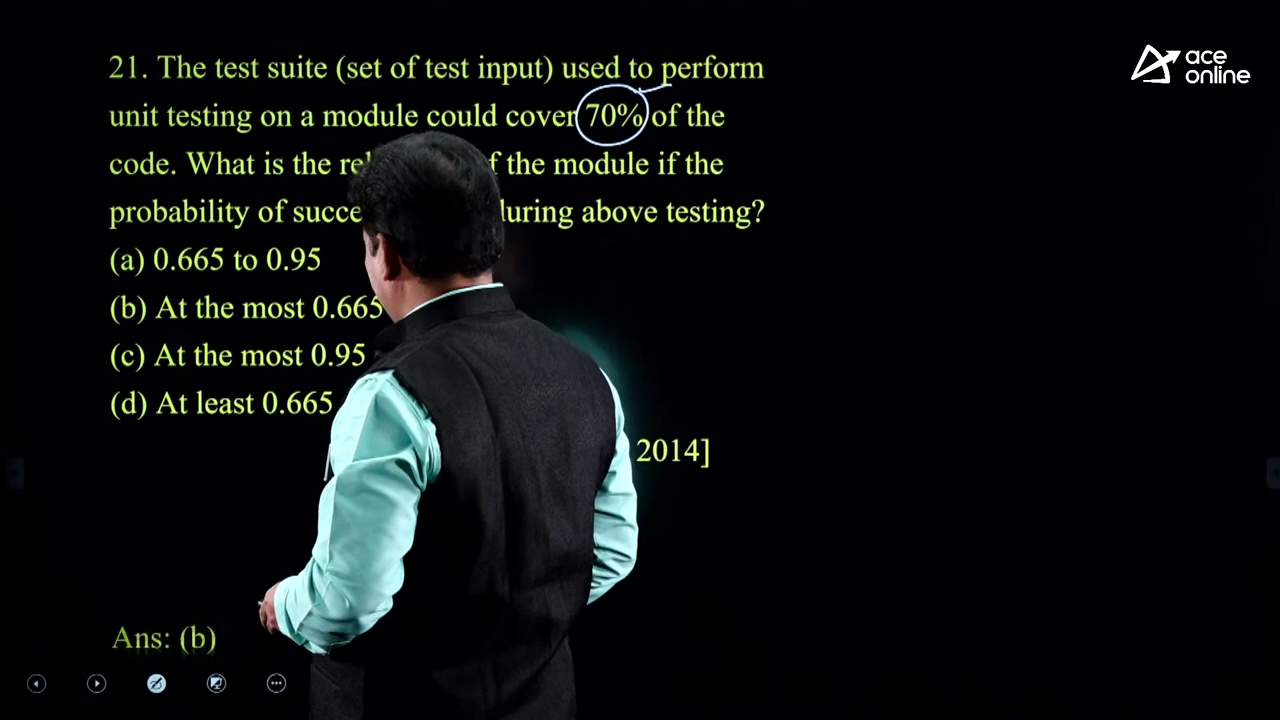 21. The test suite (set of test input) used to perform
unit testing on a module could cover 70% of the
code. What is the of the module if the
probability of during above testing?
(a) 0.665 to 0.95
(b) At the most 0.665
(c) At the most 0.95
(d) At least 0.665
2014]
Ans: (b)
ace
online